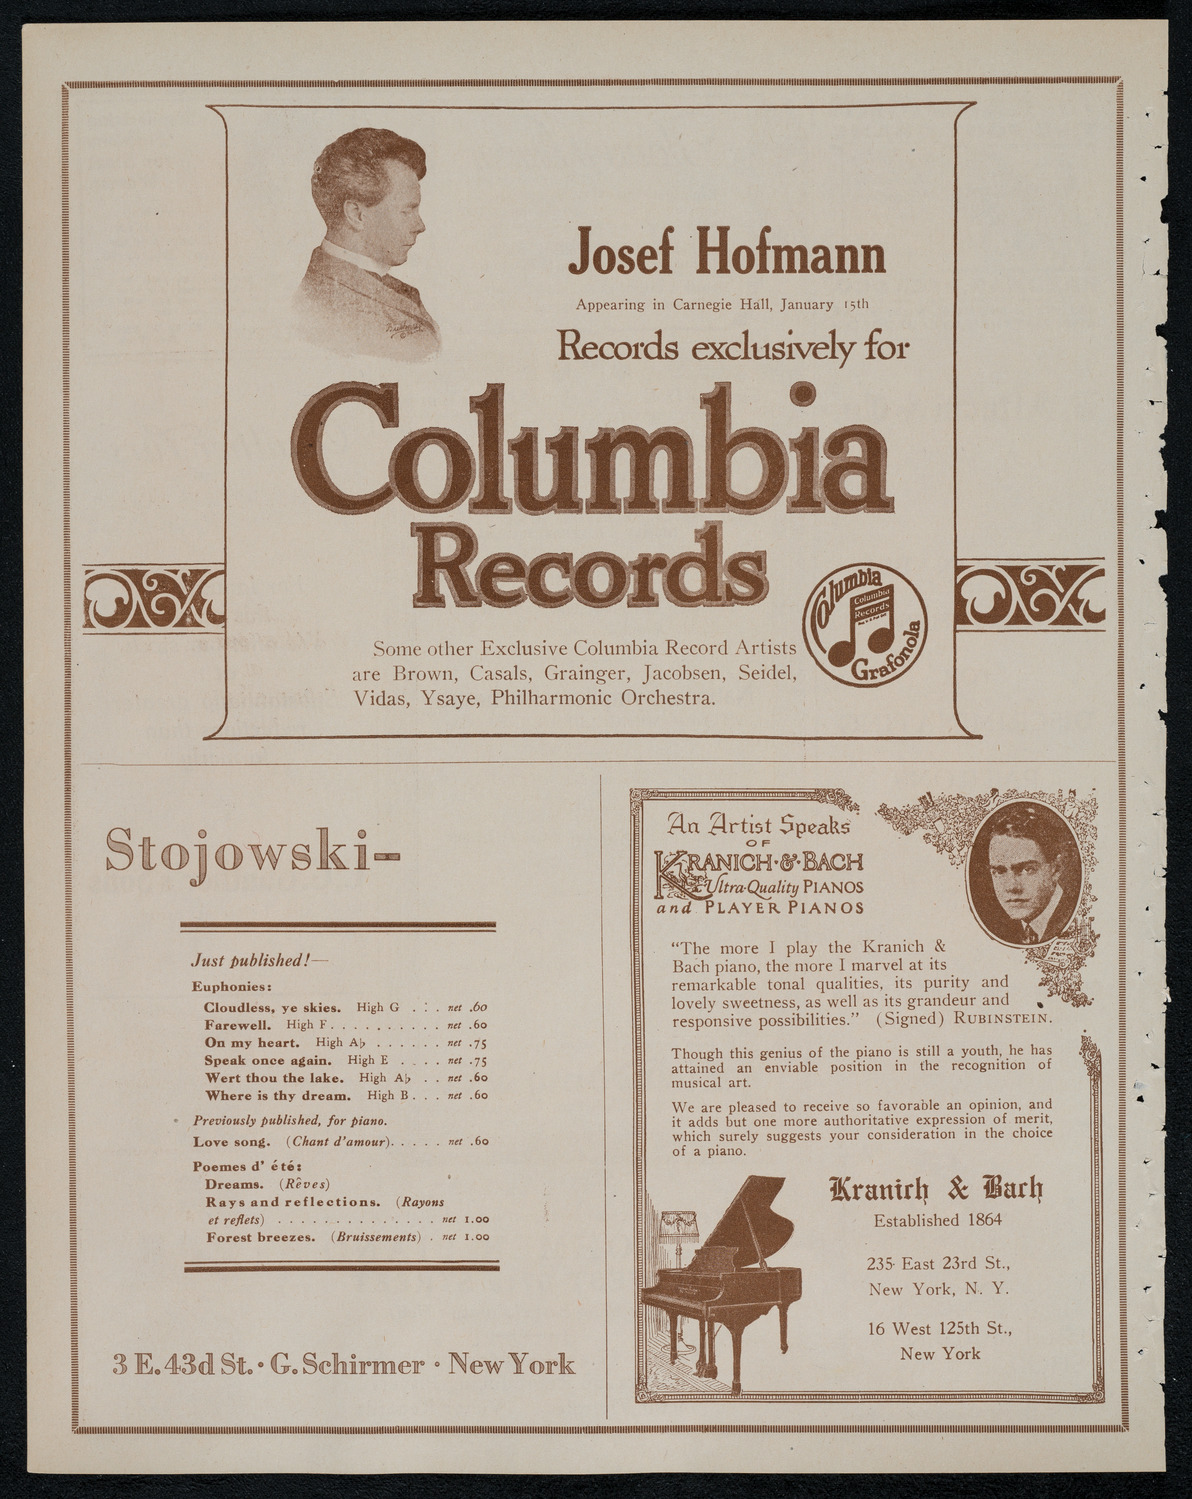 Josef Hofmann
Appearing in Carnegie Hall, January 15th
Records exclusively for
Columbia
Records
Columbia
Columbia
Records
Grafonola
Some other Exclusive Columbia Record Artists
are Brown, Casals, Grainger, Jacobsen, Seidel,
Vidas, Ysaye, Philharmonic Orchestra.
Stojowski-
Just published!—
Euphonies:
Cloudless, ye skies. High G . : . net .60
Farewell. High F. . . . . . . . . . . net .60
On my heart. High A♭ . . . . . . net .75
Speak once again. High E . . . . net .75
Wert thou the lake. High A♭ . . net .60
Where is thy dream. High B. . . net .60
Previously published, for piano.
Love song. (Chant d'amour). . . . . net .60
Poemes d' été:
Dreams. (Rêves)
Rays and reflections. (Rayons
et reflets) . . . . . . . . . . . . . . net 1.00
Forest breezes. (Bruissements) . net 1.00
3 E. 43d St. · G. Schirmer · New York
An Artist Speaks
OF
KRANICH·&·BACH
Ultra-Quality PIANOS
and PLAYER PIANOS
“The more I play the Kranich &
Bach piano, the more I marvel at its
remarkable tonal qualities, its purity and
lovely sweetness, as well as its grandeur and
responsive possibilities.” (Signed) RUBINSTEIN.
Though this genius of the piano is still a youth, he has
attained an enviable position in the recognition of
musical art.
We are pleased to receive so favorable an opinion, and
it adds but one more authoritative expression of merit,
which surely suggests your consideration in the choice
of a piano.
Kranich & Bach
Established 1864
235 East 23rd St.,
New York, N. Y.
16 West 125th St.,
New York